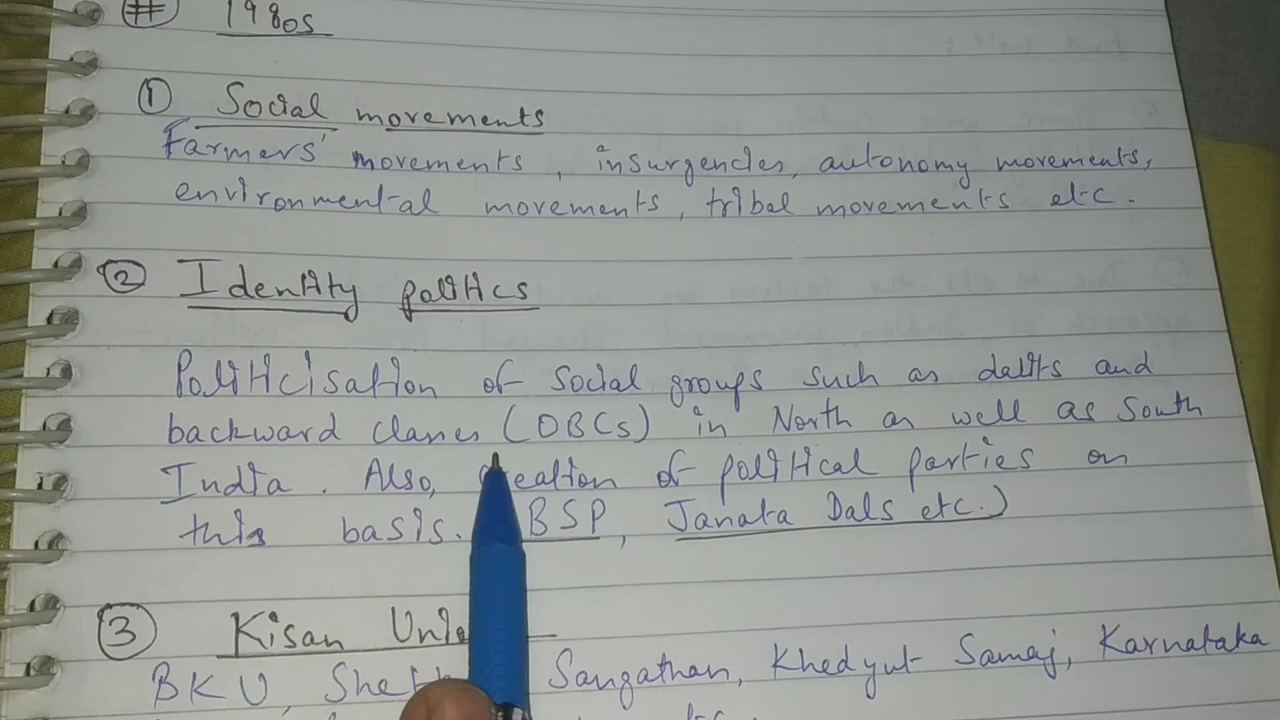 # 1980s
① Social movements
Farmers' movements, insurgencies, autonomy movements,
environmental movements, tribal movements etc.
② Identity politics
Politicisation of social groups such as dalits and
backward classes (OBCs) in North as well as South
India. Also, creation of political parties on
this basis. BSP, Janata Dals etc.)
③ Kisan
BKU, Sangathan, Khedyut Samaj, Karnataka
etc.